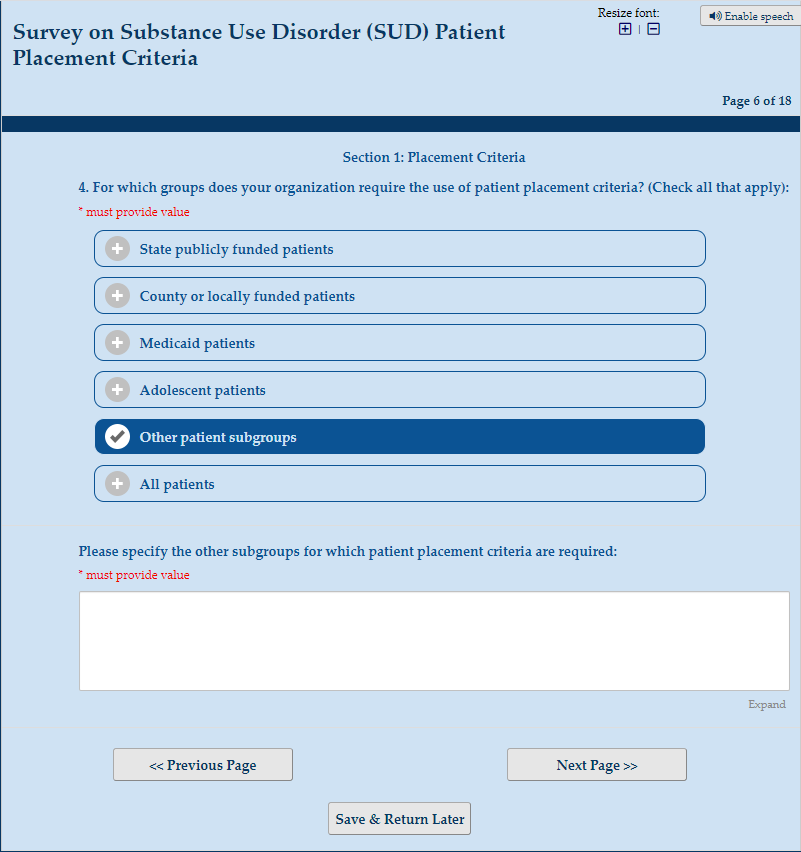 Resize font:
⊞ | ⊟
Enable speech
Survey on Substance Use Disorder (SUD) Patient
Placement Criteria
Page 6 of 18
Section 1: Placement Criteria
4. For which groups does your organization require the use of patient placement criteria? (Check all that apply):
* must provide value
State publicly funded patients
County or locally funded patients
Medicaid patients
Adolescent patients
Other patient subgroups
All patients
Please specify the other subgroups for which patient placement criteria are required:
* must provide value
Expand
<< Previous Page
Next Page >>
Save & Return Later